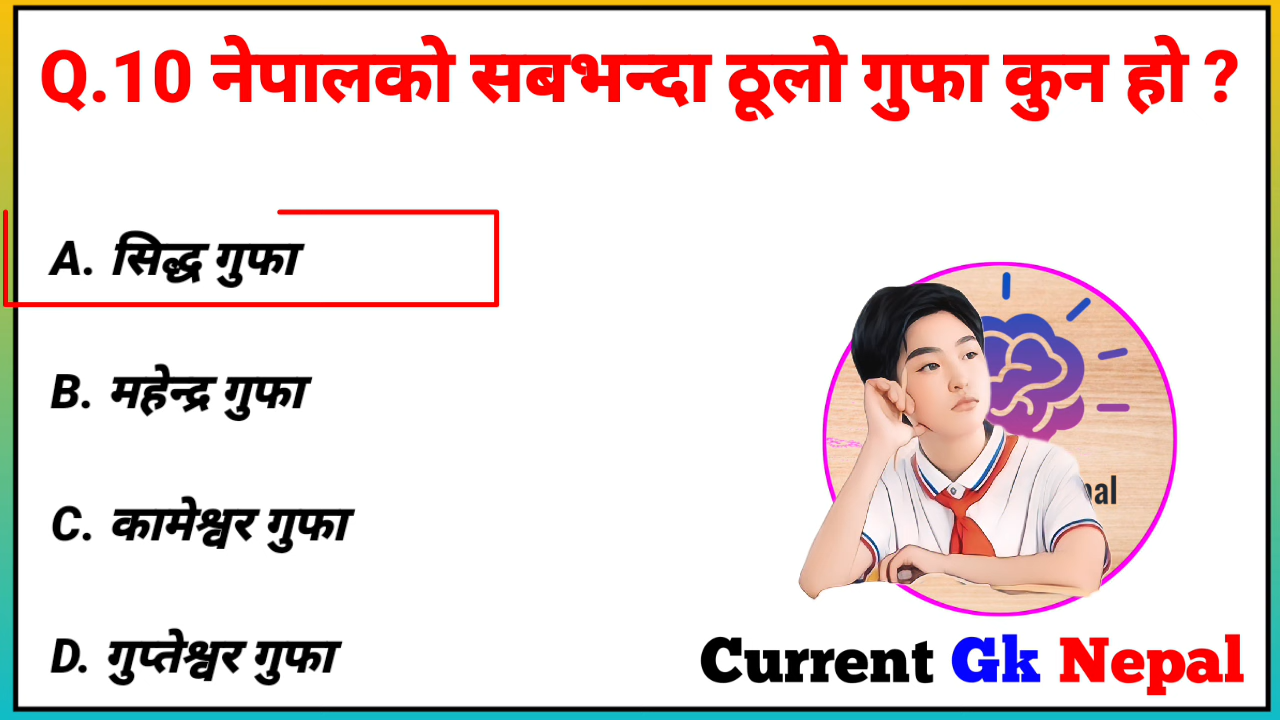 Q.10 नेपालको सबभन्दा ठूलो गुफा कुन हो ?
A. सिद्ध गुफा
B. महेन्द्र गुफा
C. कामेश्वर गुफा
D. गुप्तेश्वर गुफा
Current Gk Nepal